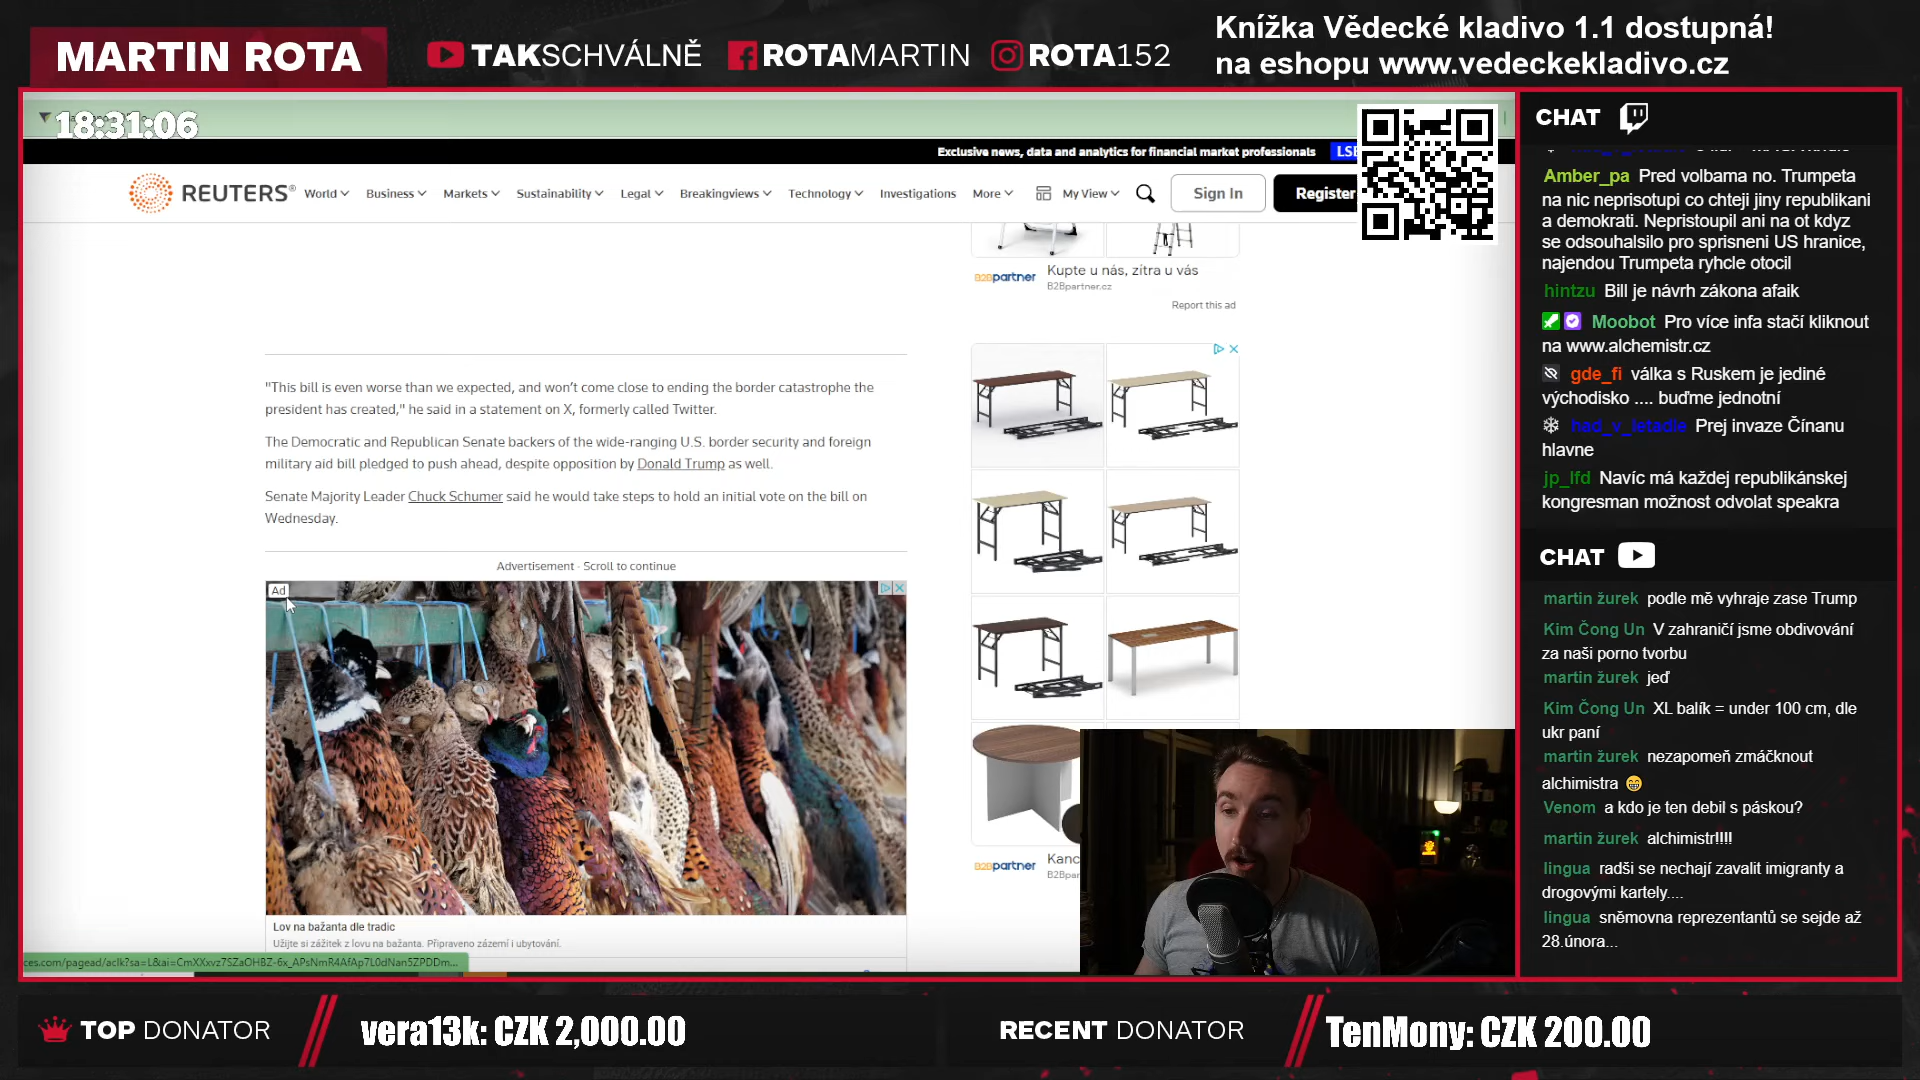 MARTIN ROTA
TAKSCHVÁLNĚ
ROTAMARTIN
ROTA152
Knížka Vědecké kladivo 1.1 dostupná!
na eshopu www.vedeckekladivo.cz
18:31:06
Exclusive news, data and analytics for financial market professionals
REUTERS®
World
Business
Markets
Sustainability
Legal
Breakingviews
Technology
Investigations
More
My View
Sign In
Register
B2Bpartner
Kupte u nás, zítra u vás
B2Bpartner.cz
Report this ad
"This bill is even worse than we expected, and won't come close to ending the border catastrophe the
president has created," he said in a statement on X, formerly called Twitter.
The Democratic and Republican Senate backers of the wide-ranging U.S. border security and foreign
military aid bill pledged to push ahead, despite opposition by Donald Trump as well.
Senate Majority Leader Chuck Schumer said he would take steps to hold an initial vote on the bill on
Wednesday.
Advertisement · Scroll to continue
Ad
Lov na bažanta dle tradic
Užijte si zážitek z lovu na bažanta. Připraveno zázemí i ubytování.
B2Bpartner
CHAT
Amber_pa Pred volbama no. Trumpeta
na nic neprisotupi co chteji jiny republikani
a demokrati. Nepristoupil ani na ot kdyz
se odsouhalsilo pro sprisneni US hranice,
najendou Trumpeta ryhcle otocil
hintzu Bill je návrh zákona afaik
Moobot Pro více infa stačí kliknout
na www.alchemistr.cz
gde_fi válka s Ruskem je jediné
východisko .... buďme jednotní
had_v_letadle Prej invaze Čínanu
hlavne
jp_lfd Navíc má každej republikánskej
kongresman možnost odvolat speakra
CHAT
martin žurek podle mě vyhraje zase Trump
Kim Čong Un V zahraničí jsme obdivování
za naši porno tvorbu
martin žurek jeď
Kim Čong Un XL balík = under 100 cm, dle
ukr paní
martin žurek nezapomeň zmáčknout
alchimistra 😁
Venom a kdo je ten debil s páskou?
martin žurek alchimistr!!!!
lingua radši se nechají zavalit imigranty a
drogovými kartely....
lingua sněmovna reprezentantů se sejde až
28.února...
TOP DONATOR
vera13k: CZK 2,000.00
RECENT DONATOR
TenMony: CZK 200.00